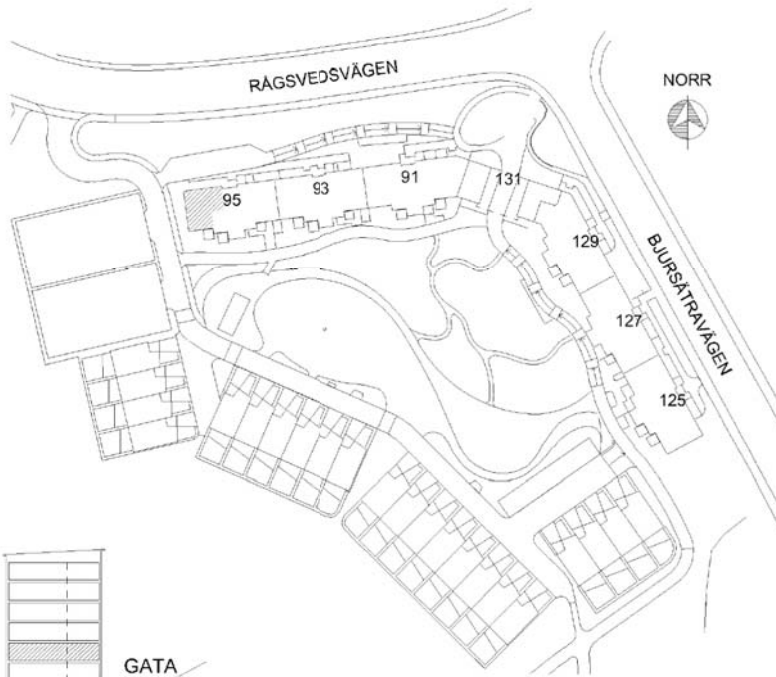 RÅGSVEDSVÄGEN
NORR
95
93
91
131
129
BJURSÄTRAVÄGEN
127
125
GATA